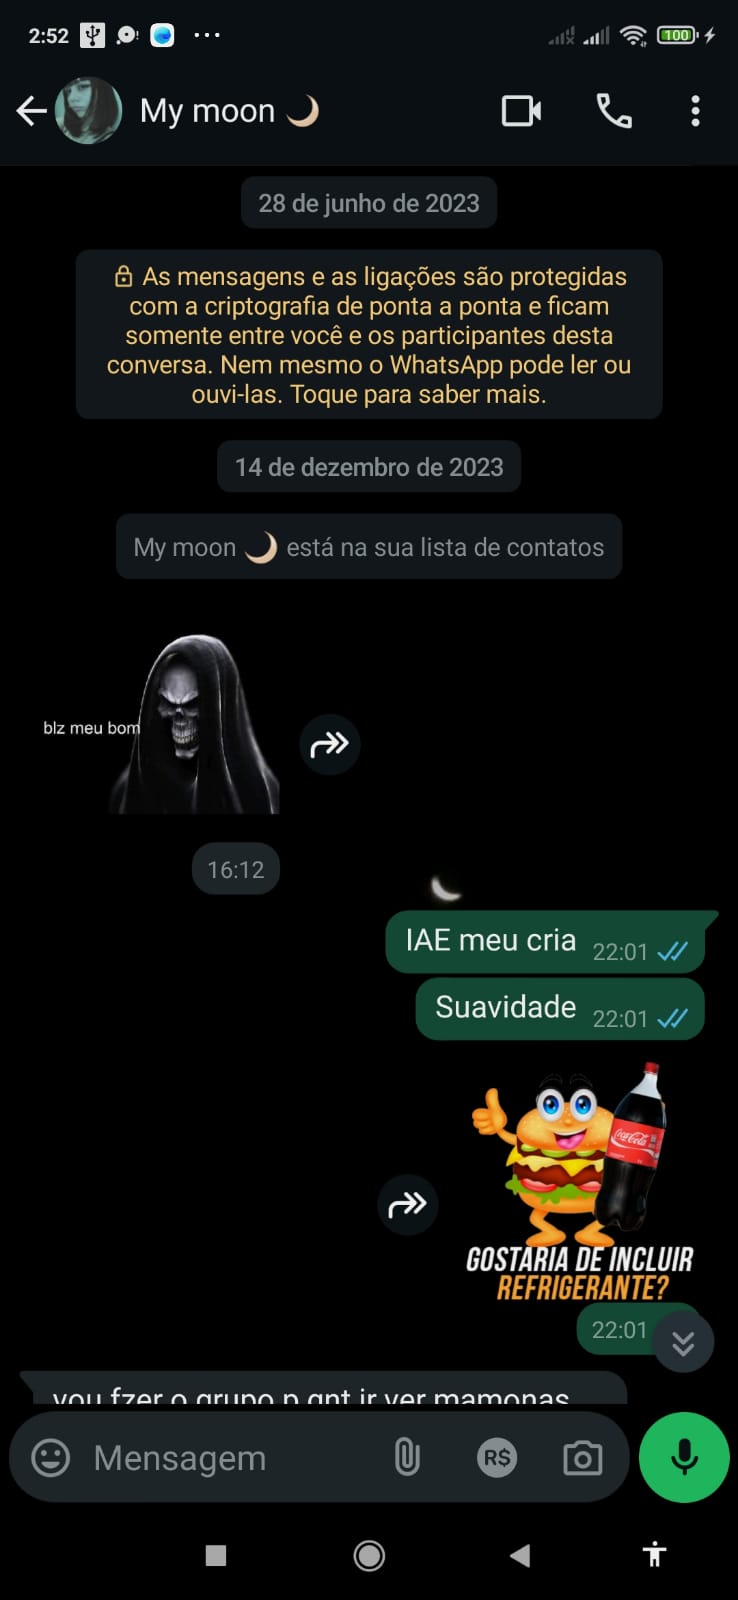 2:52
100
My moon 🌙
28 de junho de 2023
As mensagens e as ligações são protegidas
com a criptografia de ponta a ponta e ficam
somente entre você e os participantes desta
conversa. Nem mesmo o WhatsApp pode ler ou
ouvi-las. Toque para saber mais.
14 de dezembro de 2023
My moon 🌙 está na sua lista de contatos
blz meu bom
16:12
IAE meu cria 22:01
Suavidade 22:01
Coca-Cola
GOSTARIA DE INCLUIR
REFRIGERANTE?
22:01
vou fzer o grupo p gnt ir ver mamonas
Mensagem
R$